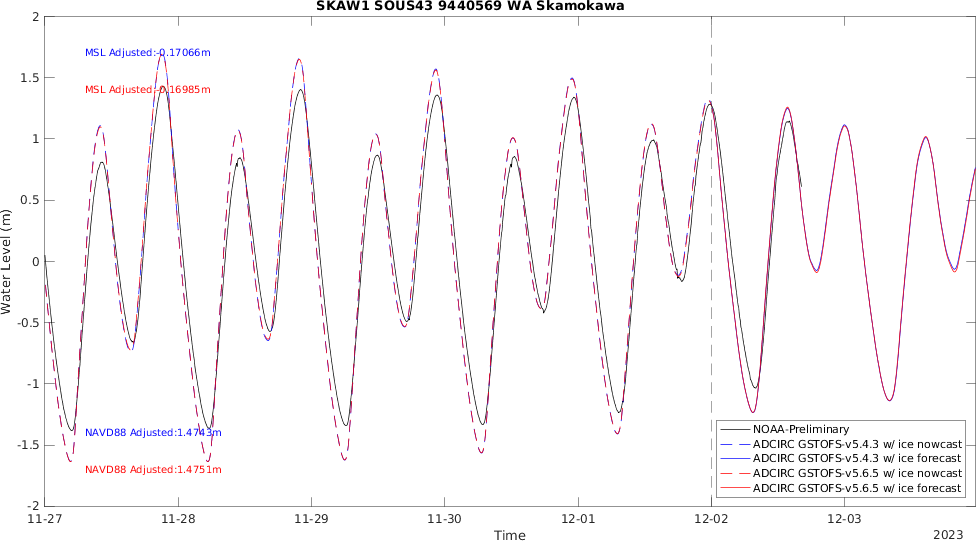 SKAW1 SOUS43 9440569 WA Skamokawa
2
1.5
1
0.5
0
-0.5
-1
-1.5
-2
Water Level (m)
MSL Adjusted:-0.17066m
MSL Adjusted:-0.16985m
NAVD88 Adjusted:1.4743m
NAVD88 Adjusted:1.4751m
NOAA-Preliminary
ADCIRC GSTOFS-v5.4.3 w/ ice nowcast
ADCIRC GSTOFS-v5.4.3 w/ ice forecast
ADCIRC GSTOFS-v5.6.5 w/ ice nowcast
ADCIRC GSTOFS-v5.6.5 w/ ice forecast
11-27 11-28 11-29 11-30 12-01 12-02 12-03
Time
2023